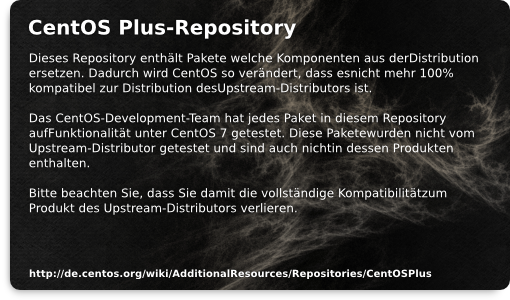 CentOS Plus-Repository
Dieses Repository enthält Pakete welche Komponenten aus derDistribution
ersetzen. Dadurch wird CentOS so verändert, dass esnicht mehr 100%
kompatibel zur Distribution desUpstream-Distributors ist.
Das CentOS-Development-Team hat jedes Paket in diesem Repository
aufFunktionalität unter CentOS 7 getestet. Diese Paketewurden nicht vom
Upstream-Distributor getestet und sind auch nichtin dessen Produkten
enthalten.
Bitte beachten Sie, dass Sie damit die vollständige Kompatibilitätzum
Produkt des Upstream-Distributors verlieren.
http://de.centos.org/wiki/AdditionalResources/Repositories/CentOSPlus